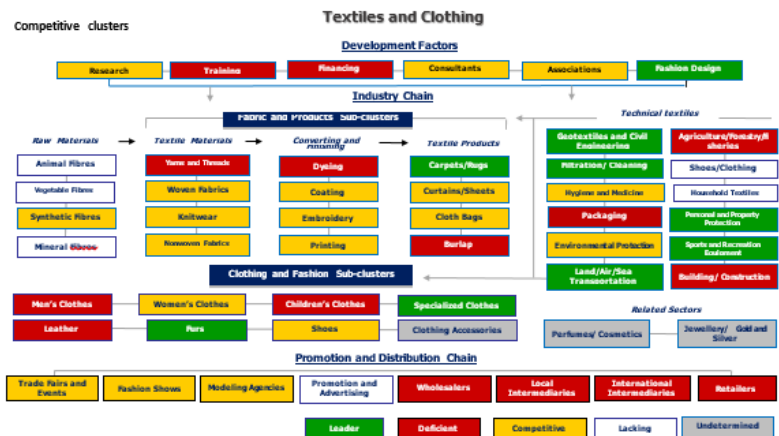 Textiles and Clothing
Competitive clusters
Development Factors
Research
Training
Financing
Consultants
Associations
Fashion Design
Industry Chain
Fabric and Products Sub-clusters
Technical textiles
Raw Materials
Textile Materials
Converting and
Finishing
Textile Products
Animal Fibres
Vegetable Fibres
Synthetic Fibres
Mineral Fibres
Yarns and Threads
Woven Fabrics
Knitwear
Nonwoven Fabrics
Dyeing
Coating
Embroidery
Printing
Carpets/Rugs
Curtains/Sheets
Cloth Bags
Burlap
Geotextiles and Civil
Engineering
Filtration/ Cleaning
Hygiene and Medicine
Packaging
Environmental Protection
Land/Air/Sea
Transportation
Agriculture/Forestry/fi
sheries
Shoes/Clothing
Household Textiles
Personal and Property
Protection
Sports and Recreation
Equipment
Building/ Construction
Clothing and Fashion Sub-clusters
Men's Clothes
Women's Clothes
Children's Clothes
Specialized Clothes
Leather
Furs
Shoes
Clothing Accessories
Related Sectors
Perfumes/ Cosmetics
Jewellery/ Gold and
Silver
Promotion and Distribution Chain
Trade Fairs and
Events
Fashion Shows
Modeling Agencies
Promotion and
Advertising
Wholesalers
Local
Intermediaries
International
Intermediaries
Retailers
Leader
Deficient
Competitive
Lacking
Undetermined